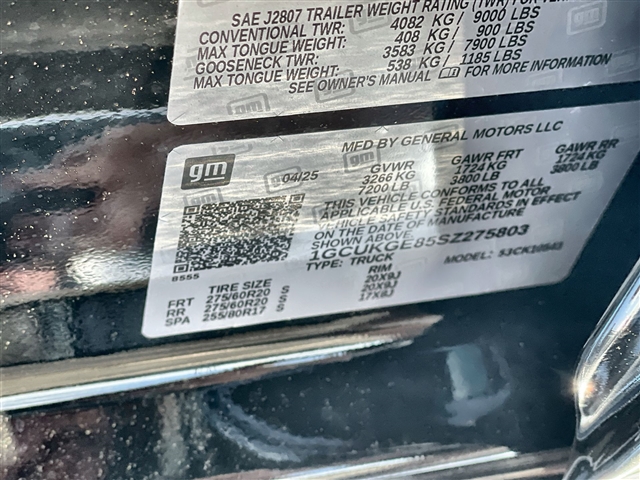 SAE J2807 TRAILER WEIGHT RATING (TWR) FOR
CONVENTIONAL TWR: 4082 KG/ 9000 LBS
MAX TONGUE WEIGHT: 408 KG/ 900 LBS
GOOSENECK TWR: 3583 KG/ 7900 LBS
MAX TONGUE WEIGHT: 538 KG/ 1185 LBS
SEE OWNER'S MANUAL gm FOR MORE INFORMATION
MFD BY GENERAL MOTORS LLC
gm 04/25 GVWR GAWR FRT GAWR RR
3266 KG 1724 KG 1724 KG
7200 LB 3800 LB 3800 LB
THIS VEHICLE CONFORMS TO ALL
APPLICABLE U.S. FEDERAL MOTOR
VEHICLE SAFETY STANDARDS IN EFFECT
ON THE DATE OF MANUFACTURE
1GCUKGE85SZ275803
B555 TYPE: TRUCK MODEL: 53CK10543
TIRE SIZE RIM
FRT 275/60R20 S 20X9J
RR 275/60R20 S 20X9J
SPA 255/80R17 S 17X8J